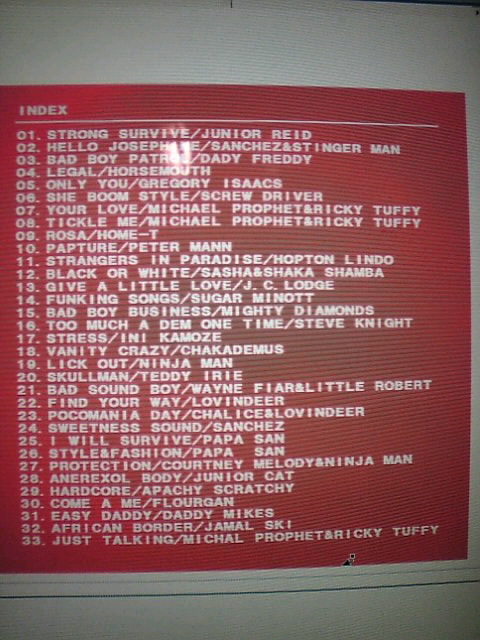 INDEX
01. STRONG SURVIVE/JUNIOR REID
02. HELLO JOSEPHINE/SANCHEZ&STINGER MAN
03. BAD BOY PATROL/DADY FREDDY
04. LEGAL/HORSEMOUTH
05. ONLY YOU/GREGORY ISAACS
06. SHE BOOM STYLE/SCREW DRIVER
07. YOUR LOVE/MICHAEL PROPHET&RICKY TUFFY
08. TICKLE ME/MICHAEL PROPHET&RICKY TUFFY
09. ROSA/HOME-T
10. PAPTURE/PETER MANN
11. STRANGERS IN PARADISE/HOPTON LINDO
12. BLACK OR WHITE/SASHA&SHAKA SHAMBA
13. GIVE A LITTLE LOVE/J.C. LODGE
14. FUNKING SONGS/SUGAR MINOTT
15. BAD BOY BUSINESS/MIGHTY DIAMONDS
16. TOO MUCH A DEM ONE TIME/STEVE KNIGHT
17. STRESS/INI KAMOZE
18. VANITY CRAZY/CHAKADEMUS
19. LICK OUT/NINJA MAN
20. SKULLMAN/TEDDY IRIE
21. BAD SOUND BOY/WAYNE FIAR&LITTLE ROBERT
22. FIND YOUR WAY/LOVINDEER
23. POCOMANIA DAY/CHALICE&LOVINDEER
24. SWEETNESS SOUND/SANCHEZ
25. I WILL SURVIVE/PAPA SAN
26. STYLE&FASHION/PAPA SAN
27. PROTECTION/COURTNEY MELODY&NINJA MAN
28. ANEREXOL BODY/JUNIOR CAT
29. HARDCORE/APACHY SCRATCHY
30. COME A ME/FLOURGAN
31. EASY DADDY/DADDY MIKES
32. AFRICAN BORDER/JAMAL SKI
33. JUST TALKING/MICHAL PROPHET&RICKY TUFFY